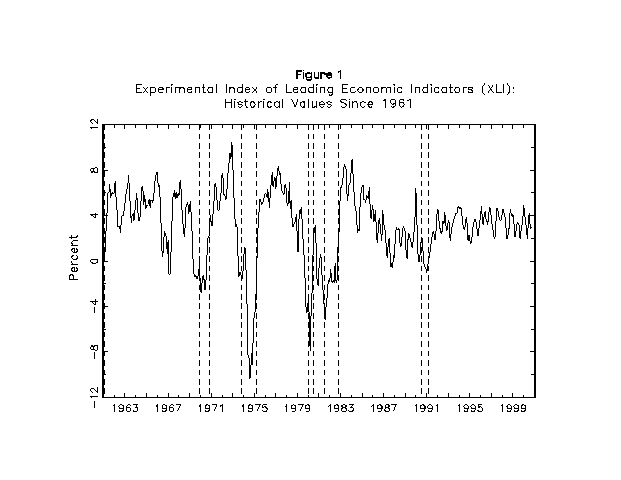 Figure 1
Experimental Index of Leading Economic Indicators (XLI):
Historical Values Since 1961
12
8
4
0
-4
-8
-12
Percent
1963 1967 1971 1975 1979 1983 1987 1991 1995 1999